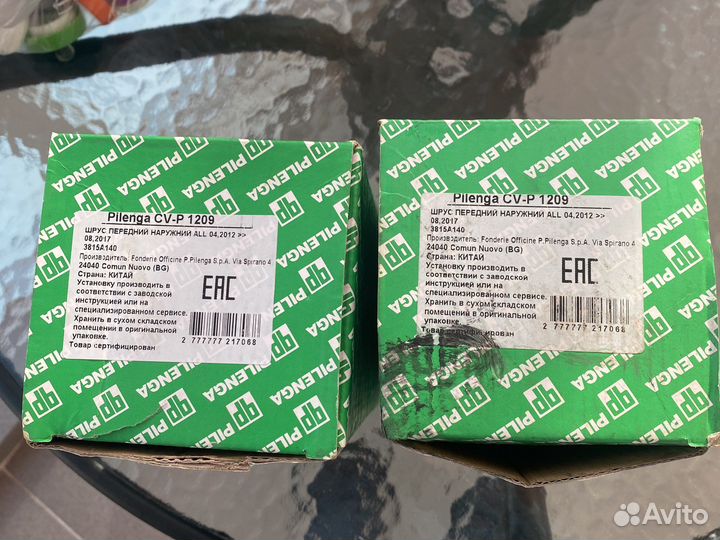 Pilenga CV-P 1209
ШРУС ПЕРЕДНИЙ НАРУЖНИЙ ALL 04,2012 >>
08,2017
3815A140
Производитель: Fonderie Officine P.Pilenga S.p.A. Via Spirano 4
24040 Comun Nuovo (BG)
Страна: КИТАЙ
Установку производить в
соответствии с заводской
инструкцией или на
специализированном сервисе.
Хранить в сухом складском
помещении в оригинальной
упаковке.
Товар сертифицирован
EAC
2 777777 217068
Pilenga CV-P 1209
ШРУС ПЕРЕДНИЙ НАРУЖНИЙ ALL 04,2012 >>
08,2017
3815A140
Производитель: Fonderie Officine P.Pilenga S.p.A. Via Spirano 4
24040 Comun Nuovo (BG)
Страна: КИТАЙ
Установку производить в
соответствии с заводской
инструкцией или на
специализированном сервисе.
Хранить в сухом складском
помещении в оригинальной
упаковке.
Товар сертифицирован
EAC
2 777777 217068
PILENGA
PILENGA
Avito